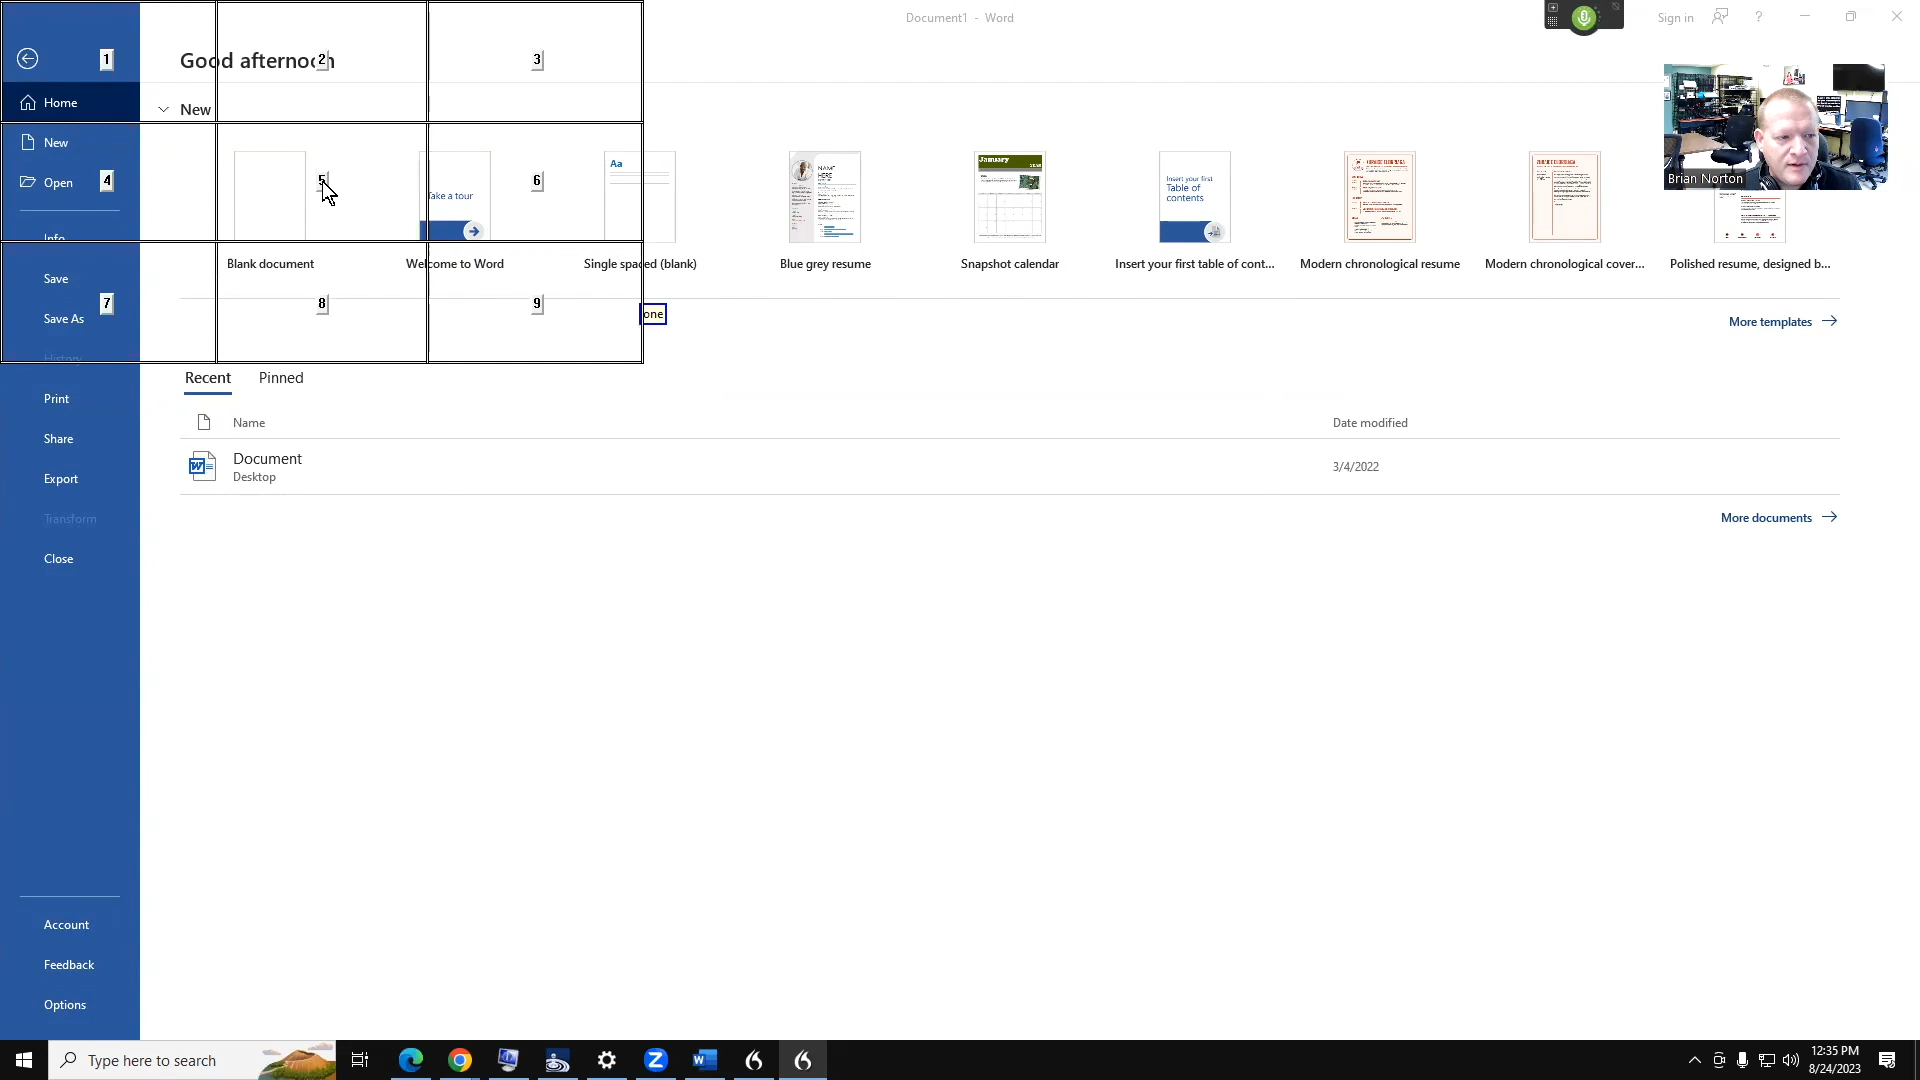 Document1 - Word
Sign in
?
1
2
3
Good afternoon
Home
New
New
Open
4
5
6
Info
Take a tour
Aa
NAME HERE
January
Insert your first
Table of
contents
Brian Norton
Blank document
Welcome to Word
Single spaced (blank)
Blue grey resume
Snapshot calendar
Insert your first table of cont...
Modern chronological resume
Modern chronological cover...
Polished resume, designed b...
Save
7
8
9
one
Save As
More templates
History
Recent
Pinned
Print
Name
Date modified
Share
Document
Desktop
3/4/2022
Export
Transform
More documents
Close
Account
Feedback
Options
Type here to search
12:35 PM
8/24/2023